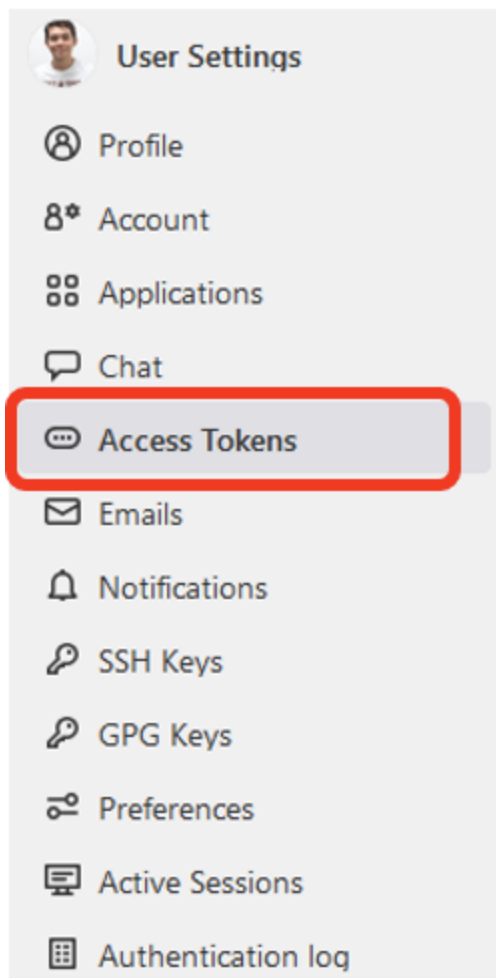 User Settings
Profile
Account
Applications
Chat
Access Tokens
Emails
Notifications
SSH Keys
GPG Keys
Preferences
Active Sessions
Authentication log